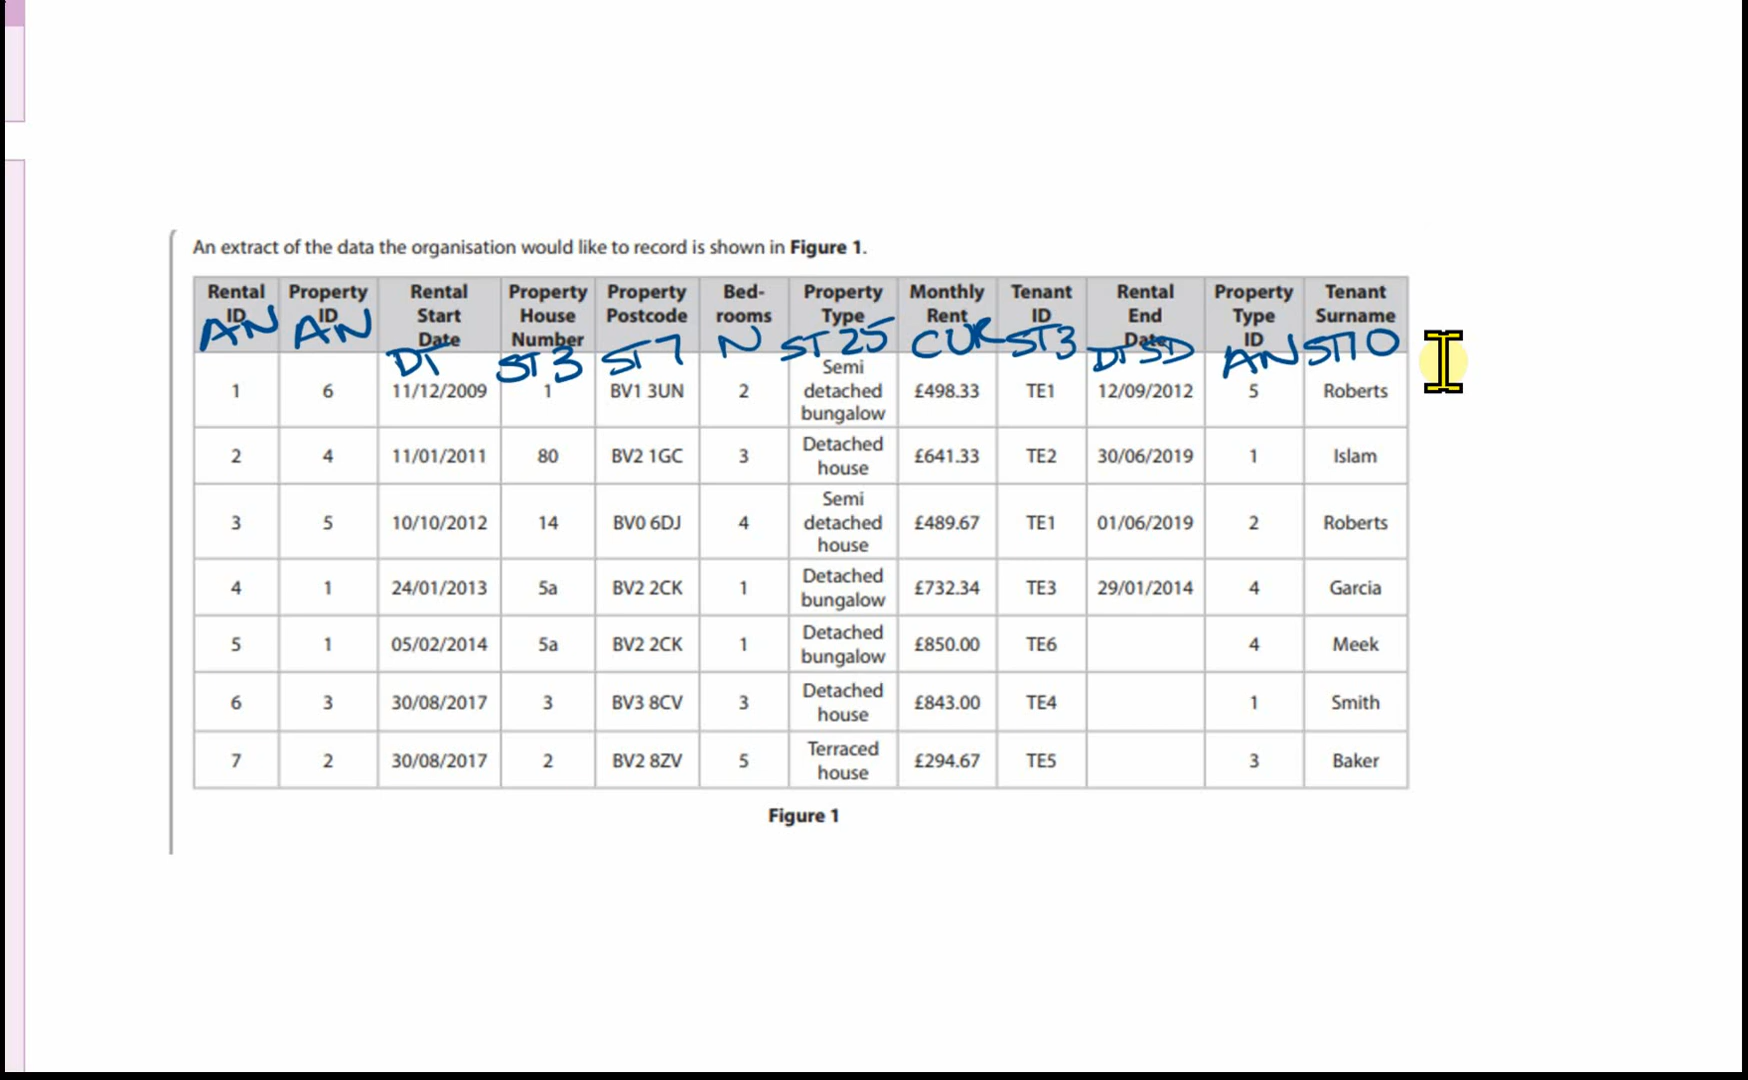 An extract of the data the organisation would like to record is shown in Figure 1.
Rental ID Property ID Rental Start Date Property House Number Property Postcode Bed-rooms Property Type Monthly Rent Tenant ID Rental End Date Property Type ID Tenant Surname
AN AN DT ST 3 ST 7 N ST 25 CUR ST3 DT SD AN ST10
1 6 11/12/2009 1 BV1 3UN 2 Semi detached bungalow £498.33 TE1 12/09/2012 5 Roberts
2 4 11/01/2011 80 BV2 1GC 3 Detached house £641.33 TE2 30/06/2019 1 Islam
3 5 10/10/2012 14 BV0 6DJ 4 Semi detached house £489.67 TE1 01/06/2019 2 Roberts
4 1 24/01/2013 5a BV2 2CK 1 Detached bungalow £732.34 TE3 29/01/2014 4 Garcia
5 1 05/02/2014 5a BV2 2CK 1 Detached bungalow £850.00 TE6 4 Meek
6 3 30/08/2017 3 BV3 8CV 3 Detached house £843.00 TE4 1 Smith
7 2 30/08/2017 2 BV2 8ZV 5 Terraced house £294.67 TE5 3 Baker
Figure 1